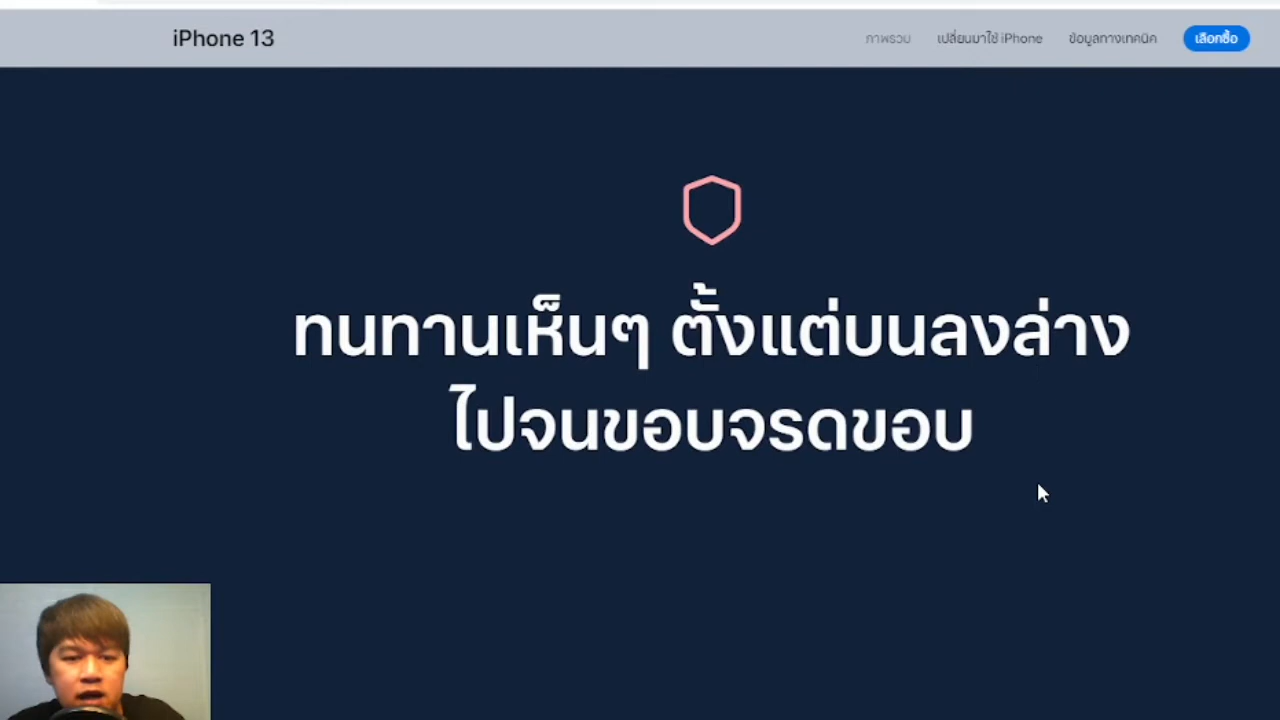 iPhone 13
ภาพรวม เปลี่ยนมาใช้ iPhone ข้อมูลทางเทคนิค เลือกซื้อ
ทนทานเห็นๆ ตั้งแต่บนลงล่าง
ไปจนขอบจรดขอบ